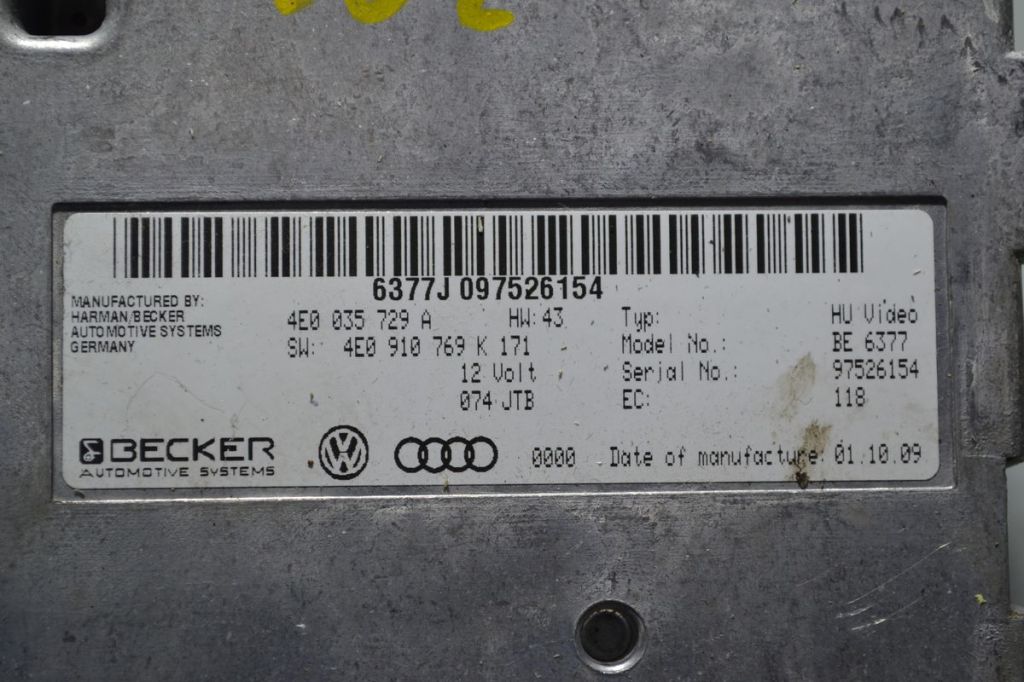 6377J 097526154
MANUFACTURED BY:
HARMAN/BECKER
AUTOMOTIVE SYSTEMS
GERMANY
4E0 035 729 A HW: 43
SW: 4E0 910 769 K 171
12 Volt
074 JTB
Typ: HU Video
Model No.: BE 6377
Serial No.: 97526154
EC: 118
BECKER
AUTOMOTIVE SYSTEMS
VW
0000 Date of manufacture: 01.10.09